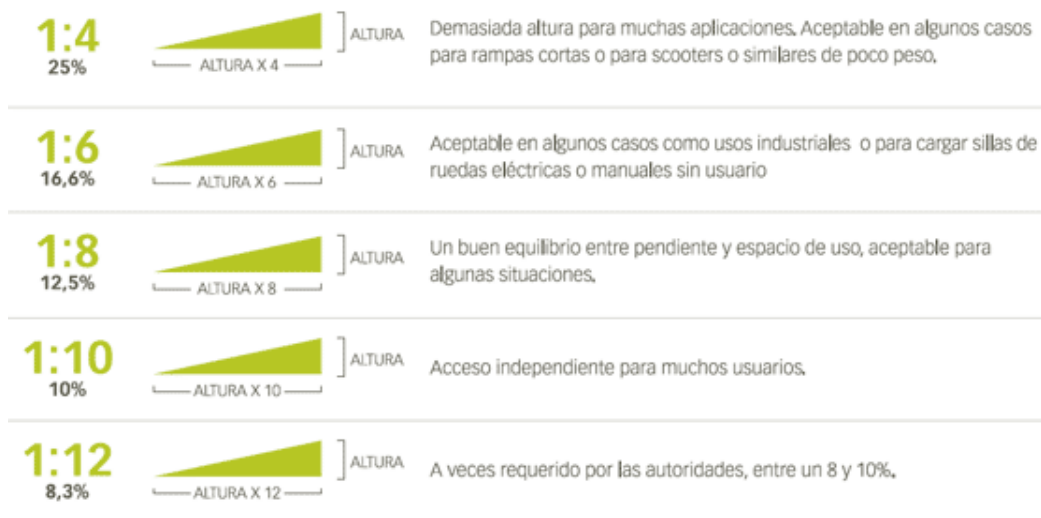 1:4
25%
ALTURA
ALTURA X 4
Demasiada altura para muchas aplicaciones. Aceptable en algunos casos
para rampas cortas o para scooters o similares de poco peso.
1:6
16,6%
ALTURA
ALTURA X 6
Aceptable en algunos casos como usos industriales o para cargar sillas de
ruedas eléctricas o manuales sin usuario
1:8
12,5%
ALTURA
ALTURA X 8
Un buen equilibrio entre pendiente y espacio de uso, aceptable para
algunas situaciones.
1:10
10%
ALTURA
ALTURA X 10
Acceso independiente para muchos usuarios.
1:12
8,3%
ALTURA
ALTURA X 12
A veces requerido por las autoridades, entre un 8 y 10%.